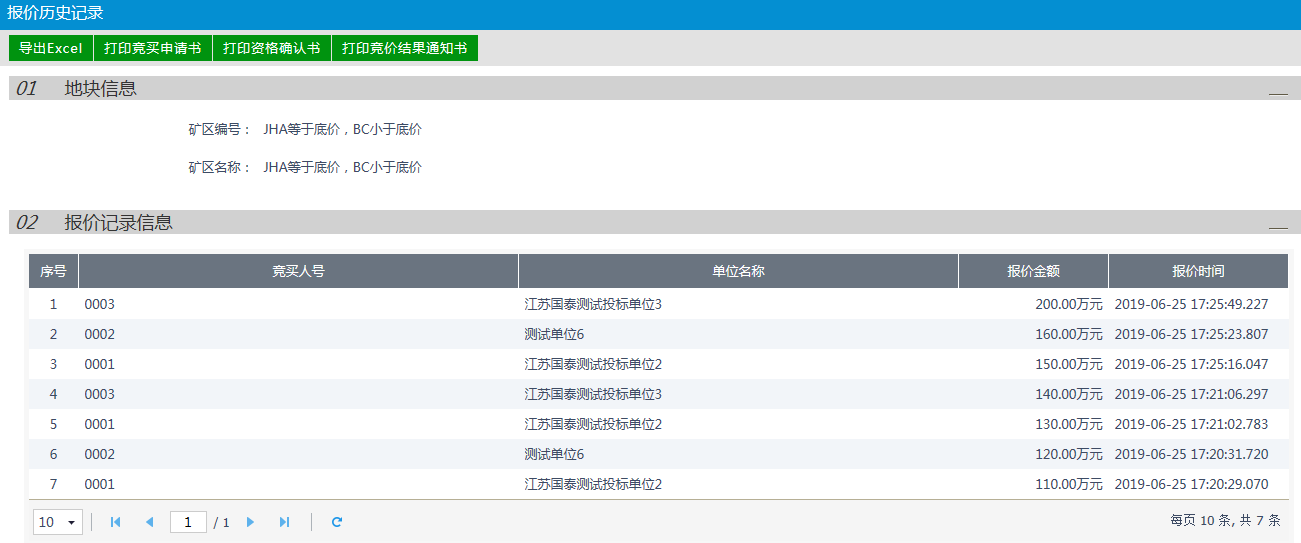 报价历史记录
导出Excel 打印竞买申请书 打印资格确认书 打印竞价结果通知书
01 地块信息
矿区编号： JHA等于底价，BC小于底价
矿区名称： JHA等于底价，BC小于底价
02 报价记录信息
序号 竞买人号 单位名称 报价金额 报价时间
1 0003 江苏国泰测试投标单位3 200.00万元 2019-06-25 17:25:49.227
2 0002 测试单位6 160.00万元 2019-06-25 17:25:23.807
3 0001 江苏国泰测试投标单位2 150.00万元 2019-06-25 17:25:16.047
4 0003 江苏国泰测试投标单位3 140.00万元 2019-06-25 17:21:06.297
5 0001 江苏国泰测试投标单位2 130.00万元 2019-06-25 17:21:02.783
6 0002 测试单位6 120.00万元 2019-06-25 17:20:31.720
7 0001 江苏国泰测试投标单位2 110.00万元 2019-06-25 17:20:29.070
10 1 / 1 每页 10 条, 共 7 条